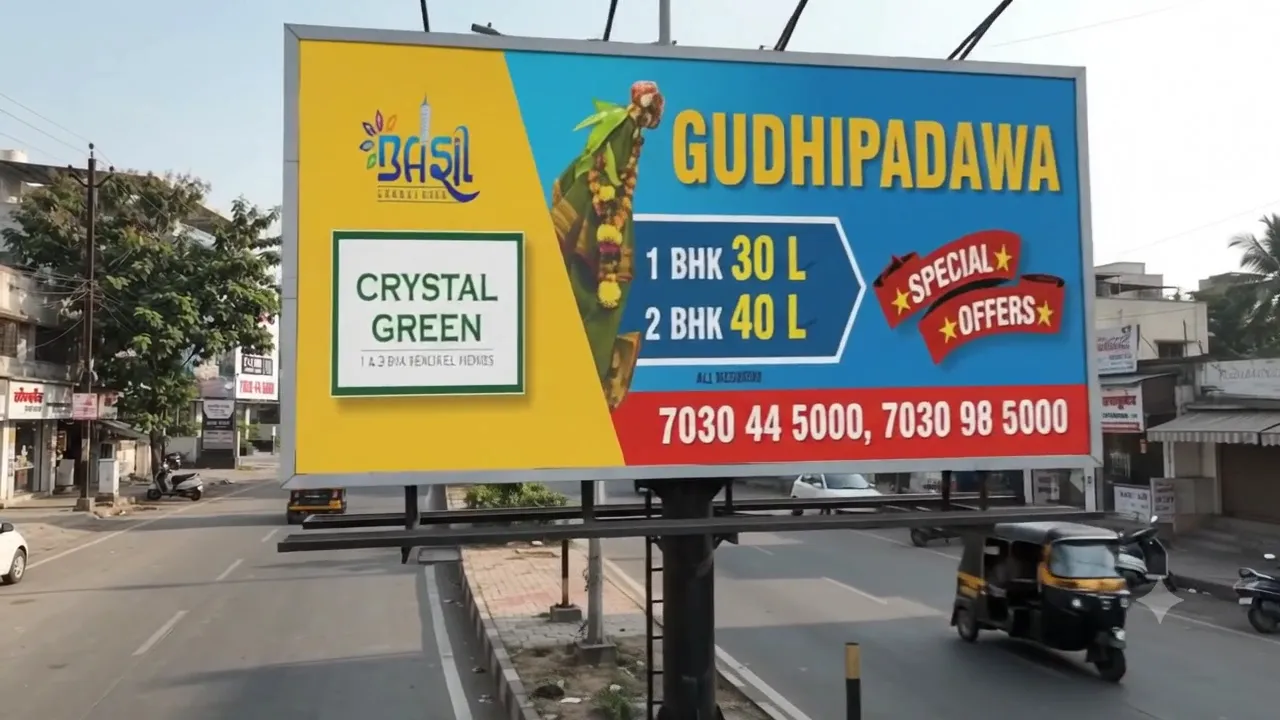 BASIL
CRYSTAL
GREEN
GUDHIPADAWA
1 BHK 30 L
2 BHK 40 L
SPECIAL
OFFERS
7030 44 5000, 7030 98 5000